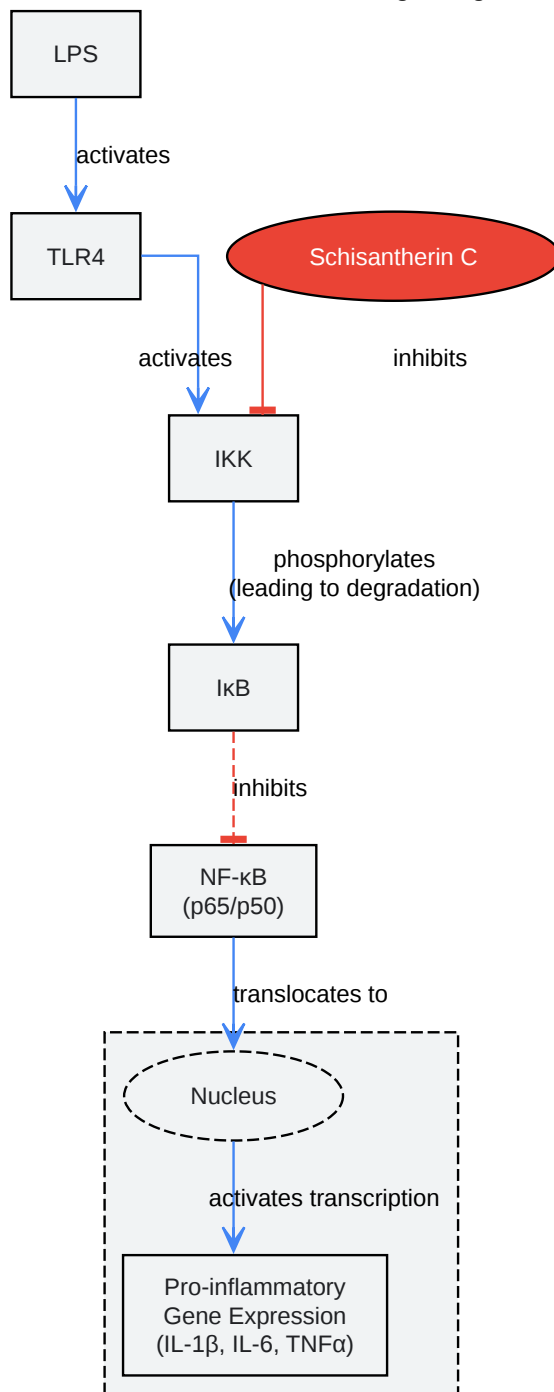 LPS
activates
TLR4
Schisantherin C
activates
inhibits
IKK
phosphorylates
(leading to degradation)
IκB
inhibits
NF-κB
(p65/p50)
translocates to
Nucleus
activates transcription
Pro-inflammatory
Gene Expression
(IL-1β, IL-6, TNFα)